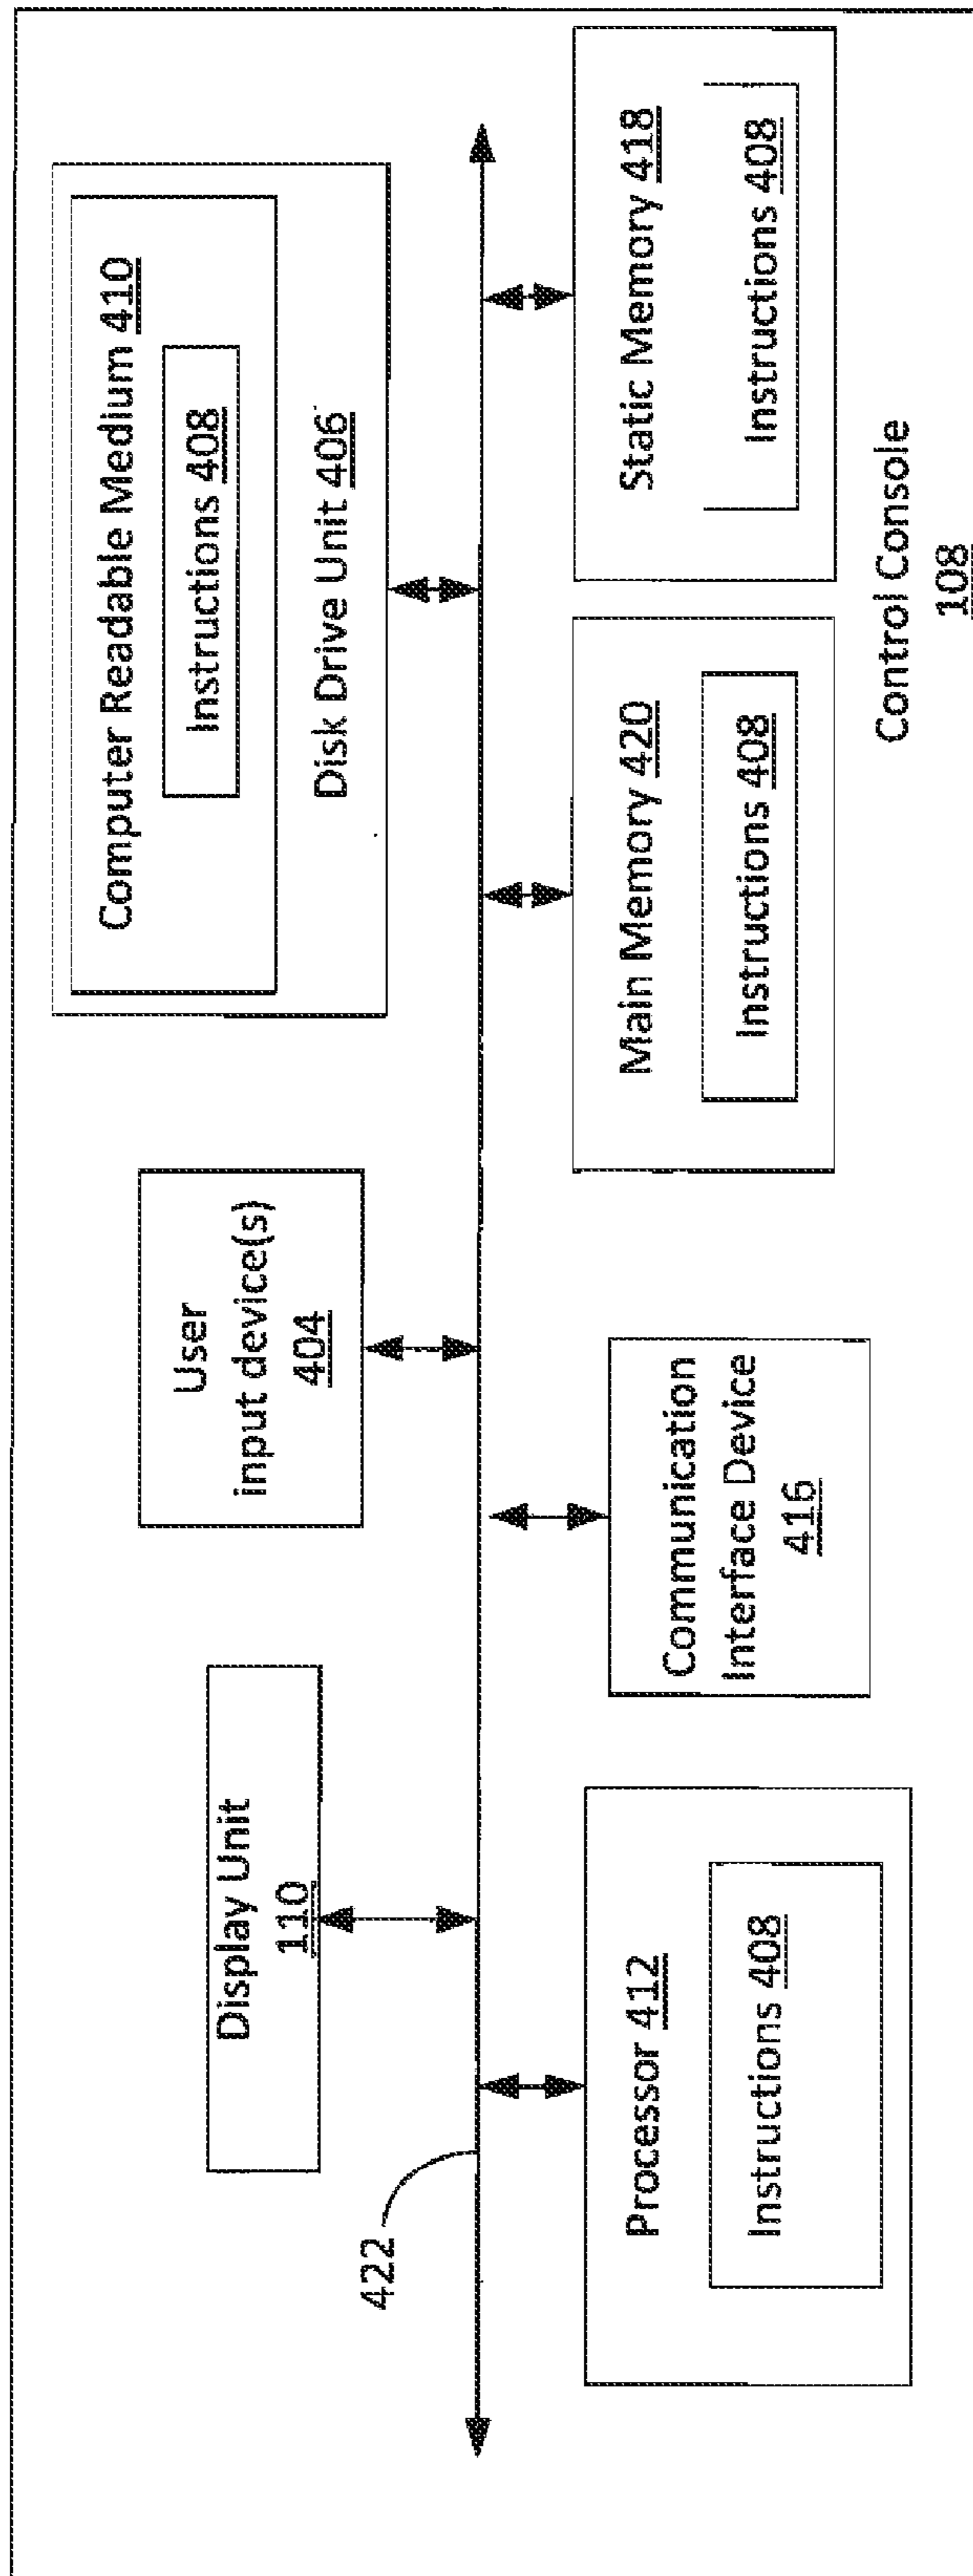 Display Unit
110
User
input device(s)
404
Computer Readable Medium 410
Instructions 408
Disk Drive Unit 406
422
Processor 412
Instructions 408
Communication
Interface Device
416
Main Memory 420
Instructions 408
Static Memory 418
Instructions 408
Control Console
108